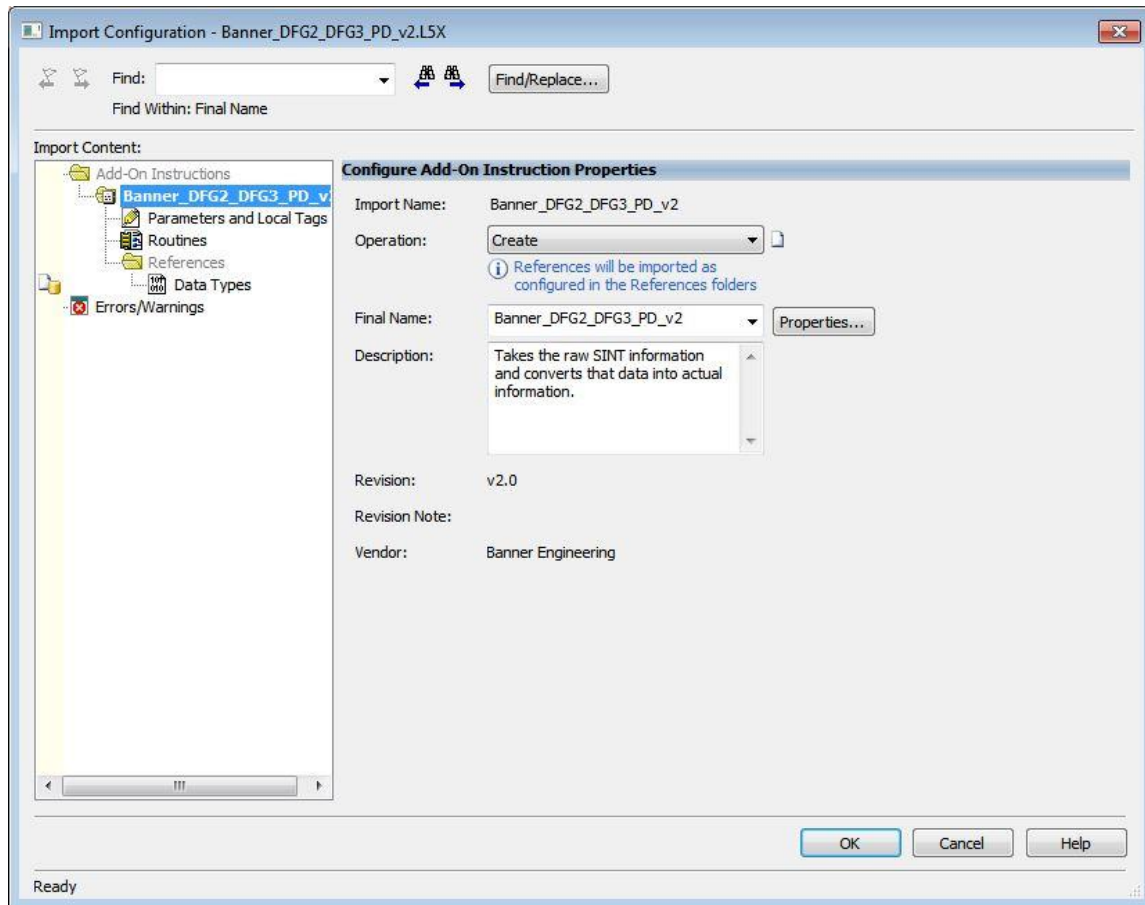 Import Configuration - Banner_DFG2_DFG3_PD_v2.L5X
Find:
Find/Replace...
Find Within: Final Name
Import Content:
Add-On Instructions
Banner_DFG2_DFG3_PD_v
Parameters and Local Tags
Routines
References
Data Types
Errors/Warnings
Configure Add-On Instruction Properties
Import Name: Banner_DFG2_DFG3_PD_v2
Operation: Create
References will be imported as
configured in the References folders
Final Name: Banner_DFG2_DFG3_PD_v2 Properties...
Description: Takes the raw SINT information
and converts that data into actual
information.
Revision: v2.0
Revision Note:
Vendor: Banner Engineering
OK Cancel Help
Ready